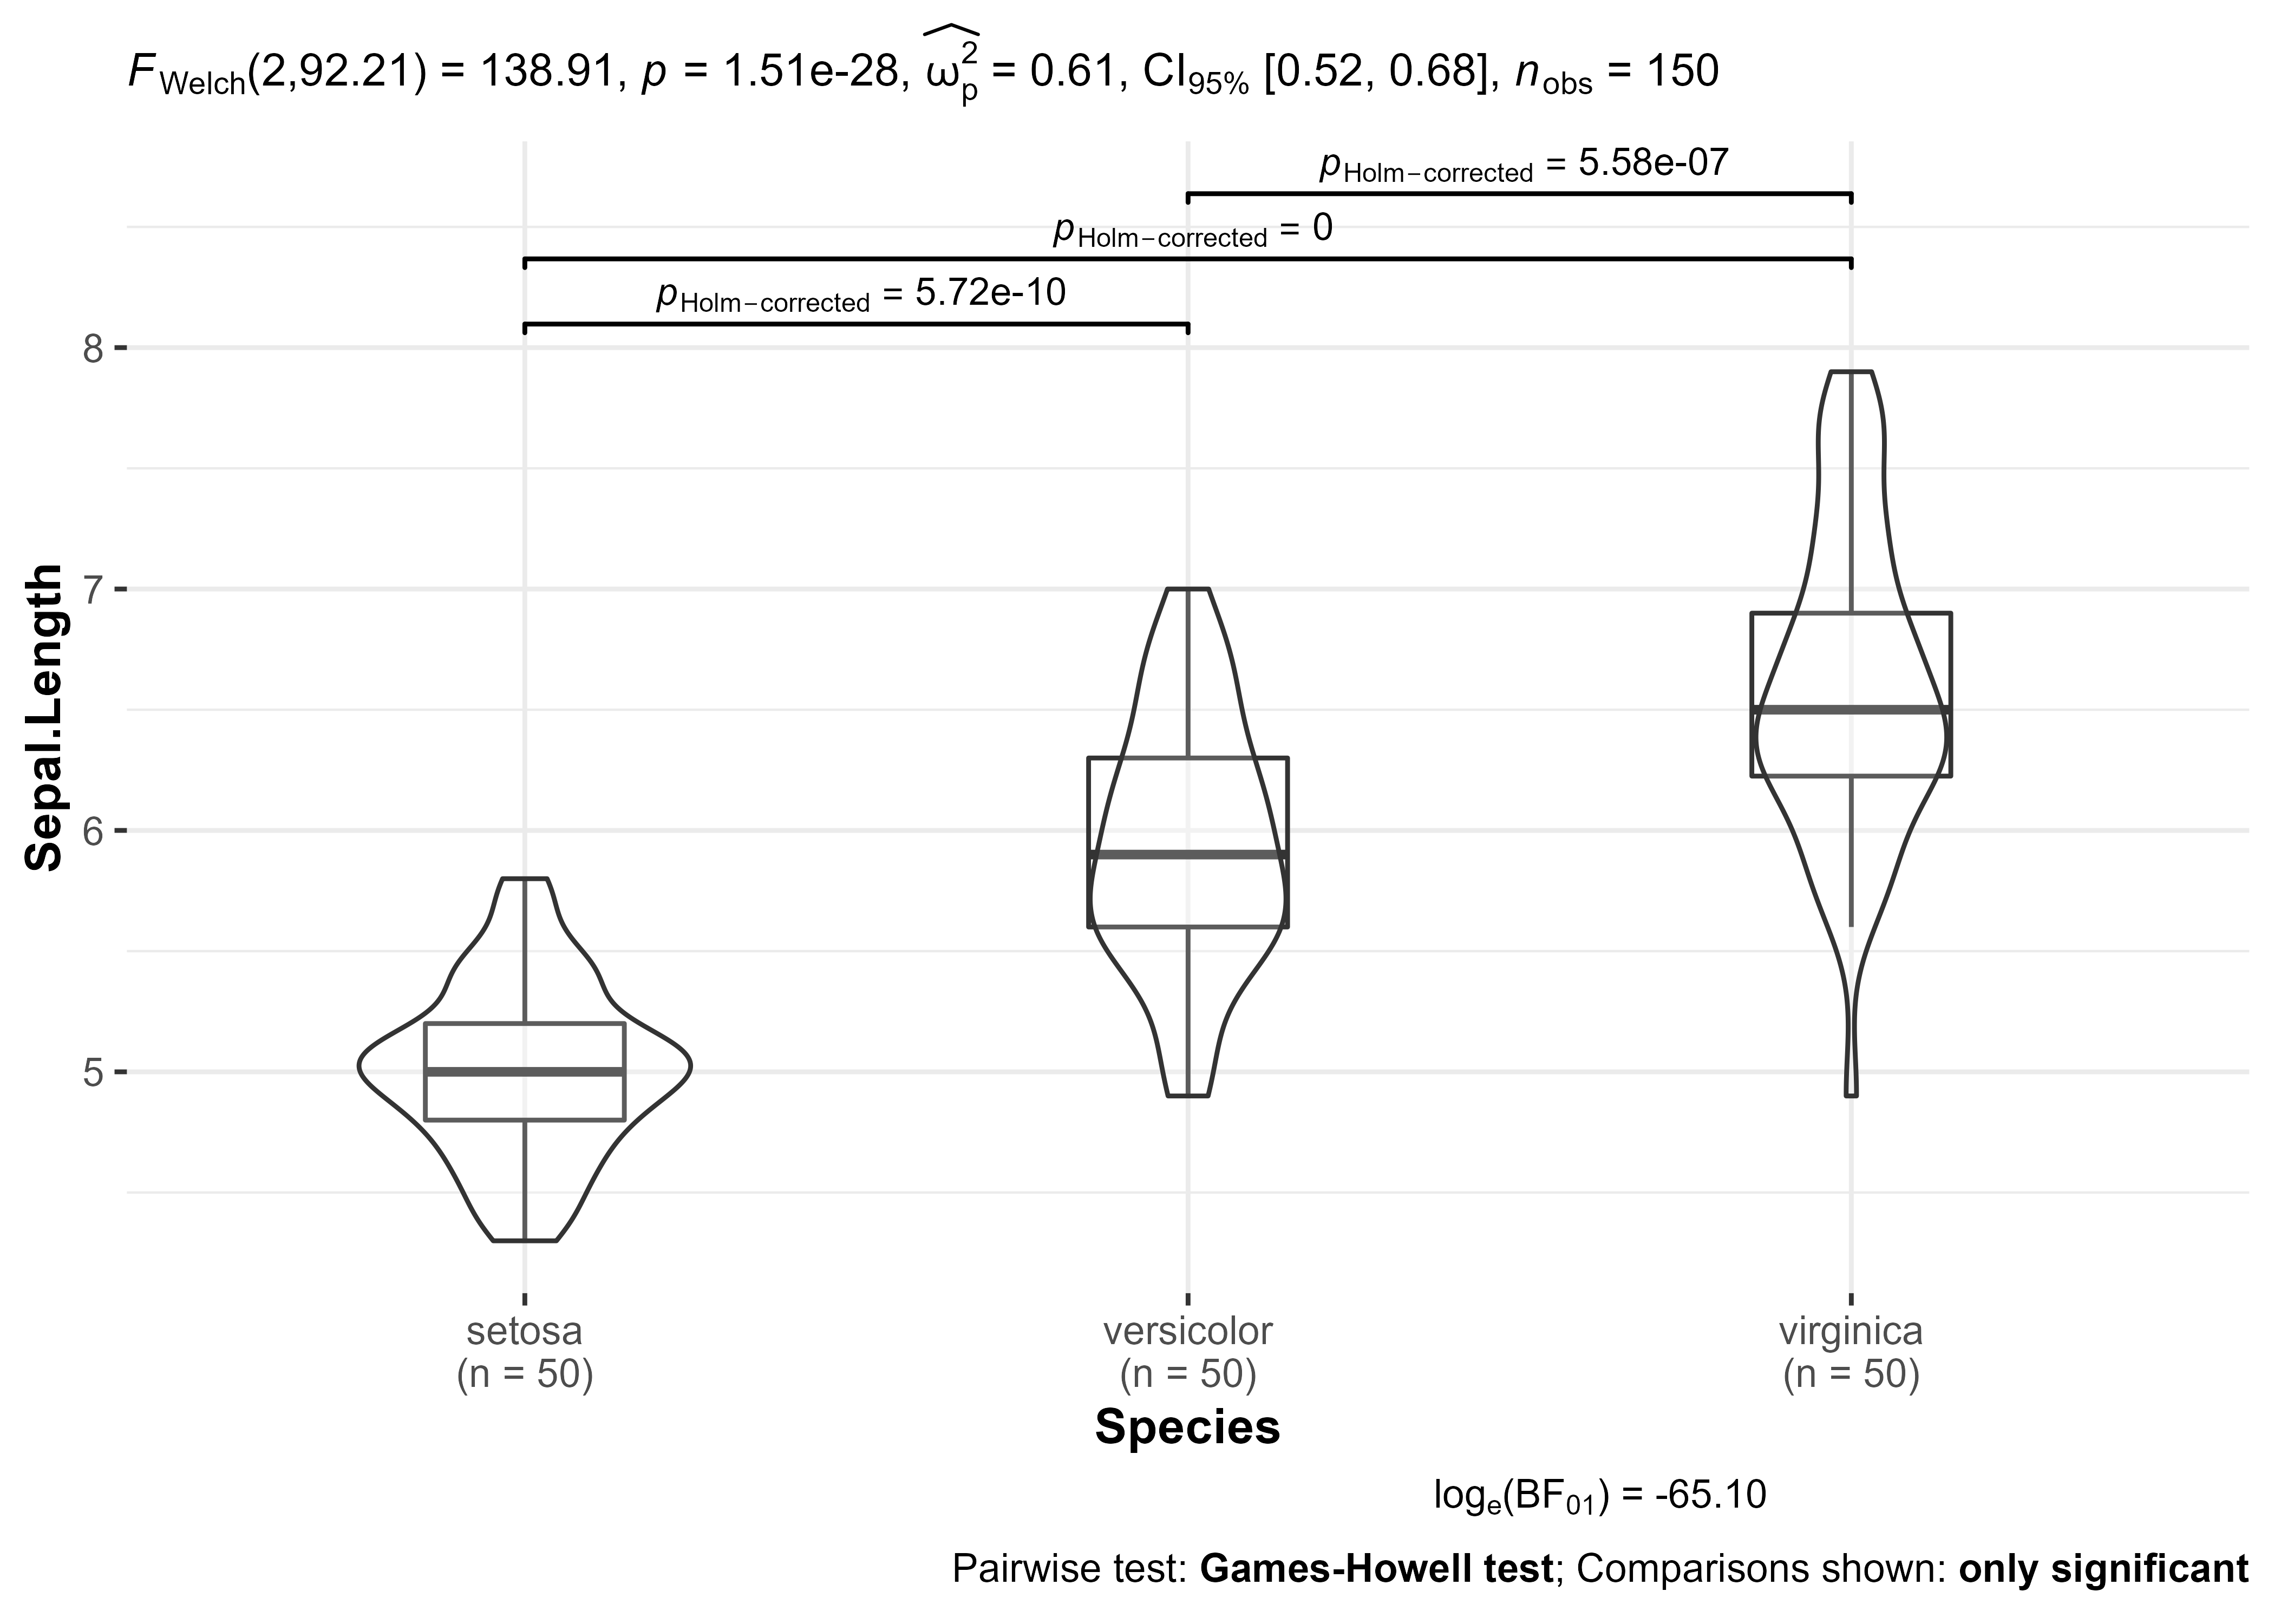 F Welch(2,92.21) = 138.91, p = 1.51e-28, ω̂²p = 0.61, CI95% [0.52, 0.68], nobs = 150
pHolm−corrected = 5.58e-07
pHolm−corrected = 0
pHolm−corrected = 5.72e-10
8
7
6
5
Sepal.Length
setosa
(n = 50)
versicolor
(n = 50)
virginica
(n = 50)
Species
loge(BF01) = -65.10
Pairwise test: Games-Howell test; Comparisons shown: only significant